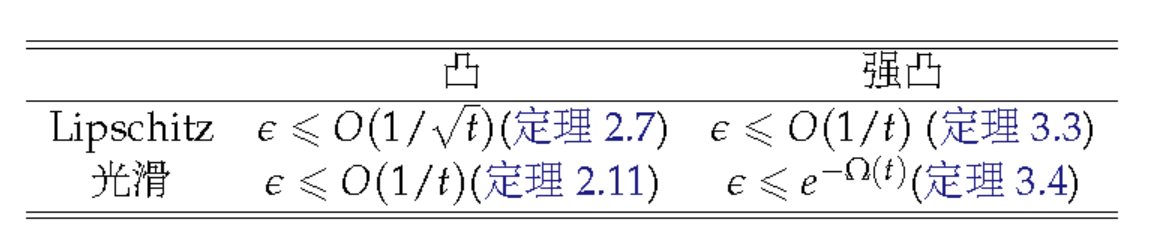 凸 强凸
Lipschitz ϵ ⩽ O(1/√t)(定理 2.7) ϵ ⩽ O(1/t) (定理 3.3)
光滑 ϵ ⩽ O(1/t)(定理 2.11) ϵ ⩽ e^{−Ω(t)}(定理 3.4)